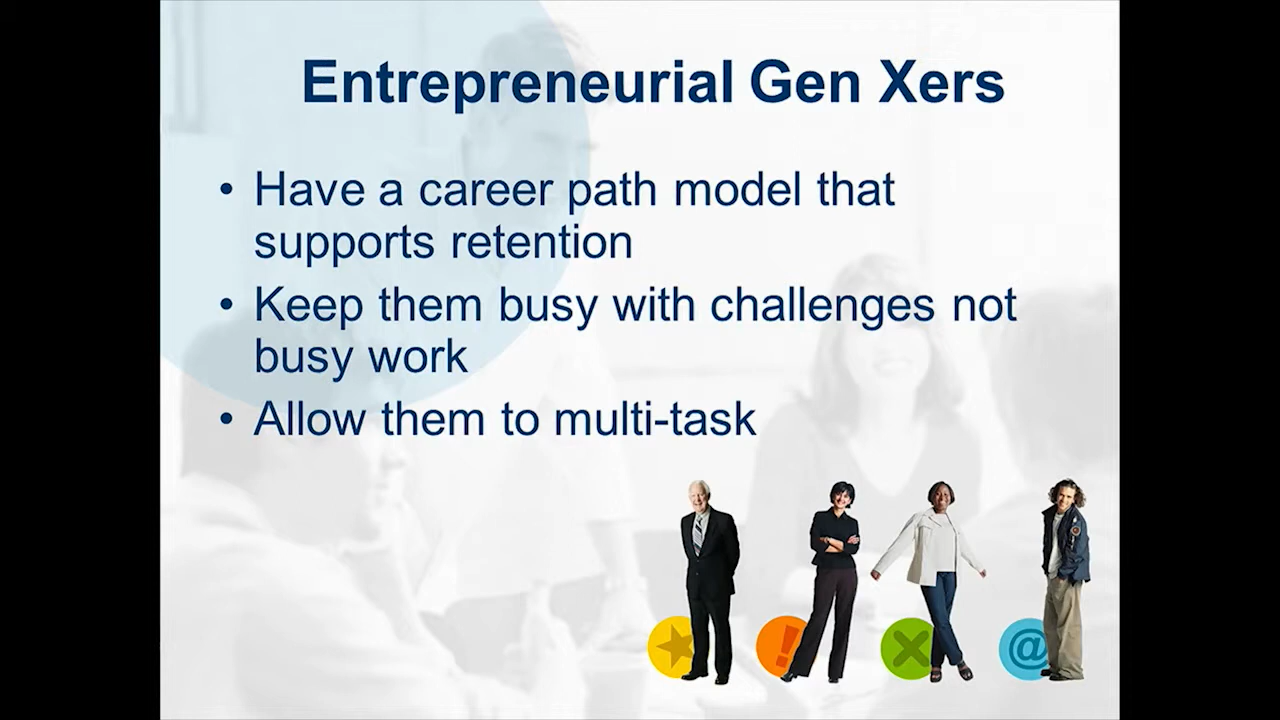 Entrepreneurial Gen Xers
• Have a career path model that
supports retention
• Keep them busy with challenges not
busy work
• Allow them to multi-task
!
@